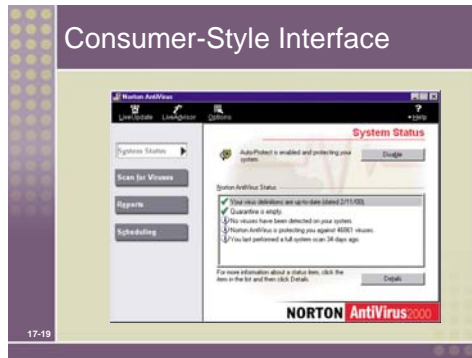 Consumer-Style Interface
Norton AntiVirus
LiveUpdate LiveAdvisor Options Help
System Status
System Status
Auto-Protect is enabled and protecting your
system.
Disable
Scan for Viruses
Reports
Scheduling
Norton AntiVirus Status
Your virus definitions are up-to-date (dated 2/11/00).
Quarantine is empty.
No viruses have been detected on your system.
Norton AntiVirus is protecting you against 46061 viruses.
You last performed a full system scan 34 days ago.
For more information about a status item, click the
item in the list and then click Details.
Details
NORTON AntiVirus2000
17-19